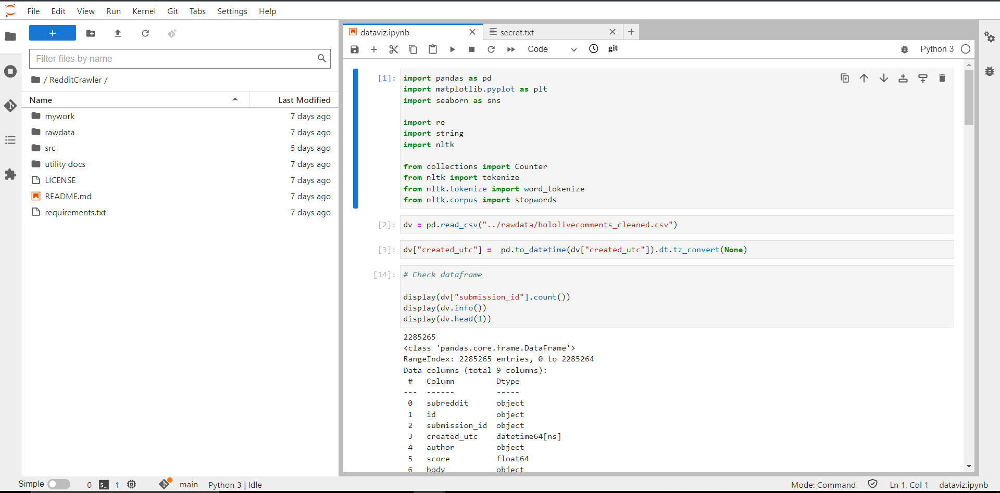 File Edit View Run Kernel Git Tabs Settings Help
Filter files by name
/ RedditCrawler /
Name Last Modified
mywork 7 days ago
rawdata 7 days ago
src 5 days ago
utility docs 7 days ago
LICENSE 7 days ago
README.md 7 days ago
requirements.txt 7 days ago
dataviz.ipynb
secret.txt
Code
git
Python 3
[1]:
import pandas as pd
import matplotlib.pyplot as plt
import seaborn as sns
import re
import string
import nltk
from collections import Counter
from nltk import tokenize
from nltk.tokenize import word_tokenize
from nltk.corpus import stopwords
[2]:
dv = pd.read_csv("../rawdata/hololivecomments_cleaned.csv")
[3]:
dv["created_utc"] =  pd.to_datetime(dv["created_utc"]).dt.tz_convert(None)
[14]:
# Check dataframe
display(dv["submission_id"].count())
display(dv.info())
display(dv.head(1))
2285265
<class 'pandas.core.frame.DataFrame'>
RangeIndex: 2285265 entries, 0 to 2285264
Data columns (total 9 columns):
 #   Column         Dtype
---  ------         -----
 0   subreddit      object
 1   id             object
 2   submission_id  object
 3   created_utc    datetime64[ns]
 4   author         object
 5   score          float64
 6   body           object
Simple 0 $_ 1 main Python 3 | Idle
Mode: Command Ln 1, Col 1 dataviz.ipynb